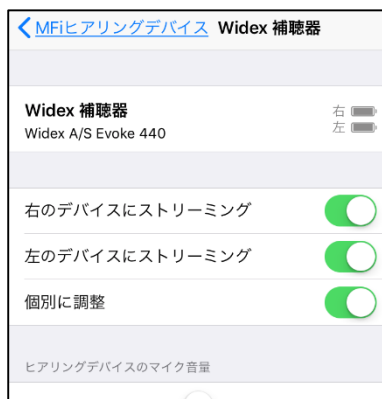 MFiヒアリングデバイス Widex 補聴器
Widex 補聴器
右
Widex A/S Evoke 440
左
右のデバイスにストリーミング
左のデバイスにストリーミング
個別に調整
ヒアリングデバイスのマイク音量